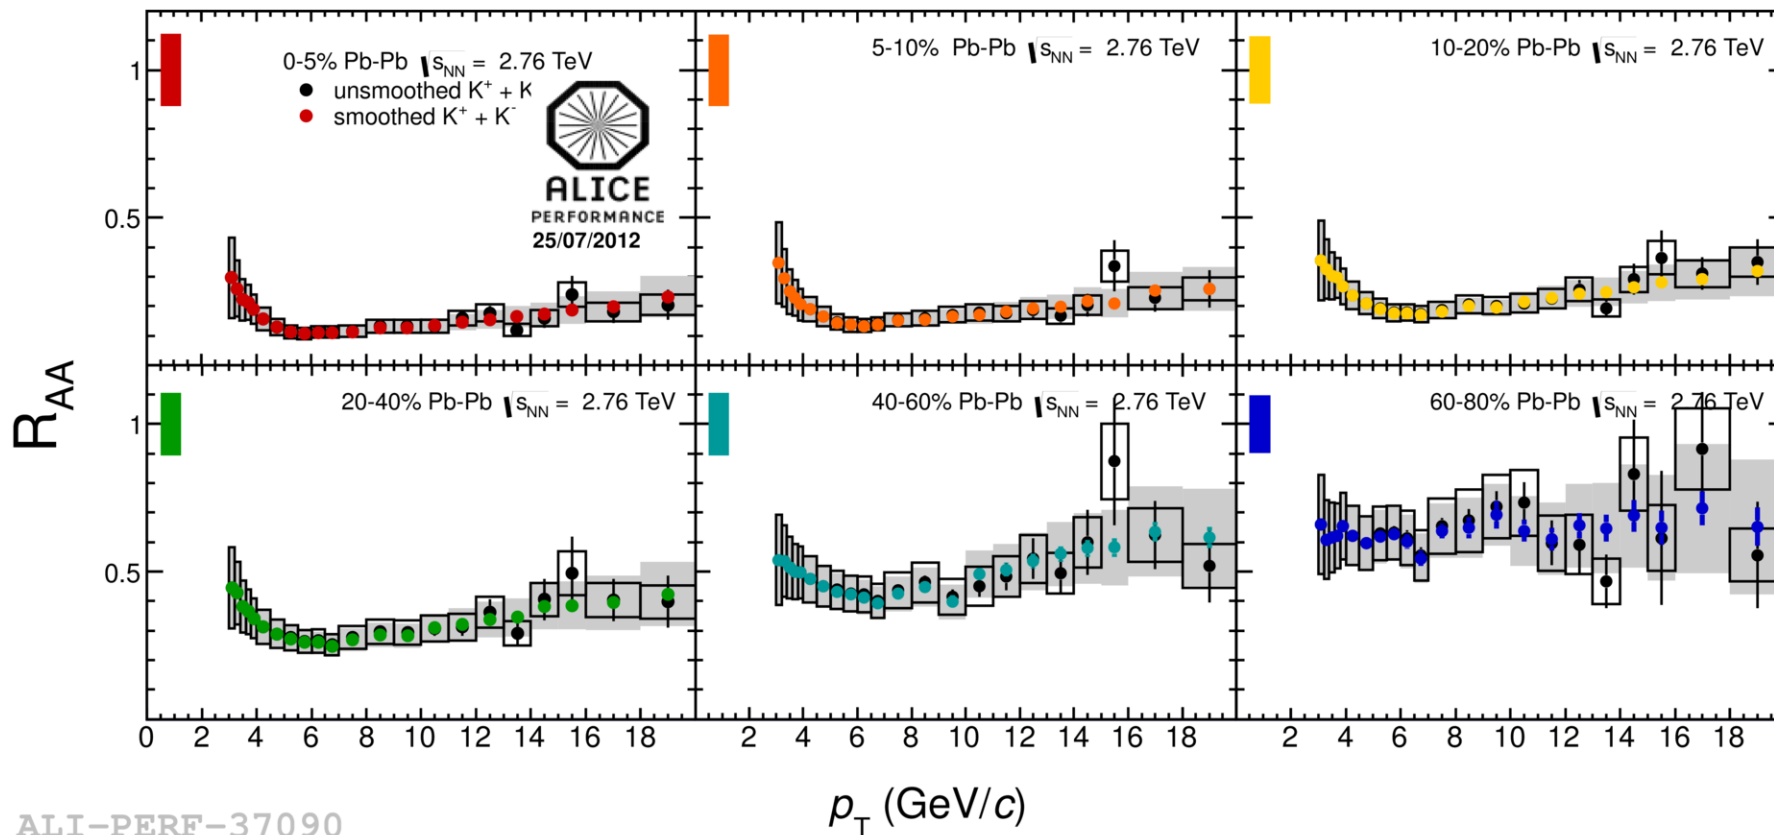 0-5% Pb-Pb √sNN = 2.76 TeV
unsmoothed K⁺ + K
smoothed K⁺ + K⁻
ALICE
PERFORMANCE
25/07/2012
5-10% Pb-Pb √sNN = 2.76 TeV
10-20% Pb-Pb √sNN = 2.76 TeV
1
0.5
20-40% Pb-Pb √sNN = 2.76 TeV
40-60% Pb-Pb √sNN = 2.76 TeV
60-80% Pb-Pb √sNN = 2.76 TeV
1
0.5
RAA
0 2 4 6 8 10 12 14 16 18
2 4 6 8 10 12 14 16 18
2 4 6 8 10 12 14 16 18
pT (GeV/c)
ALI-PERF-37090